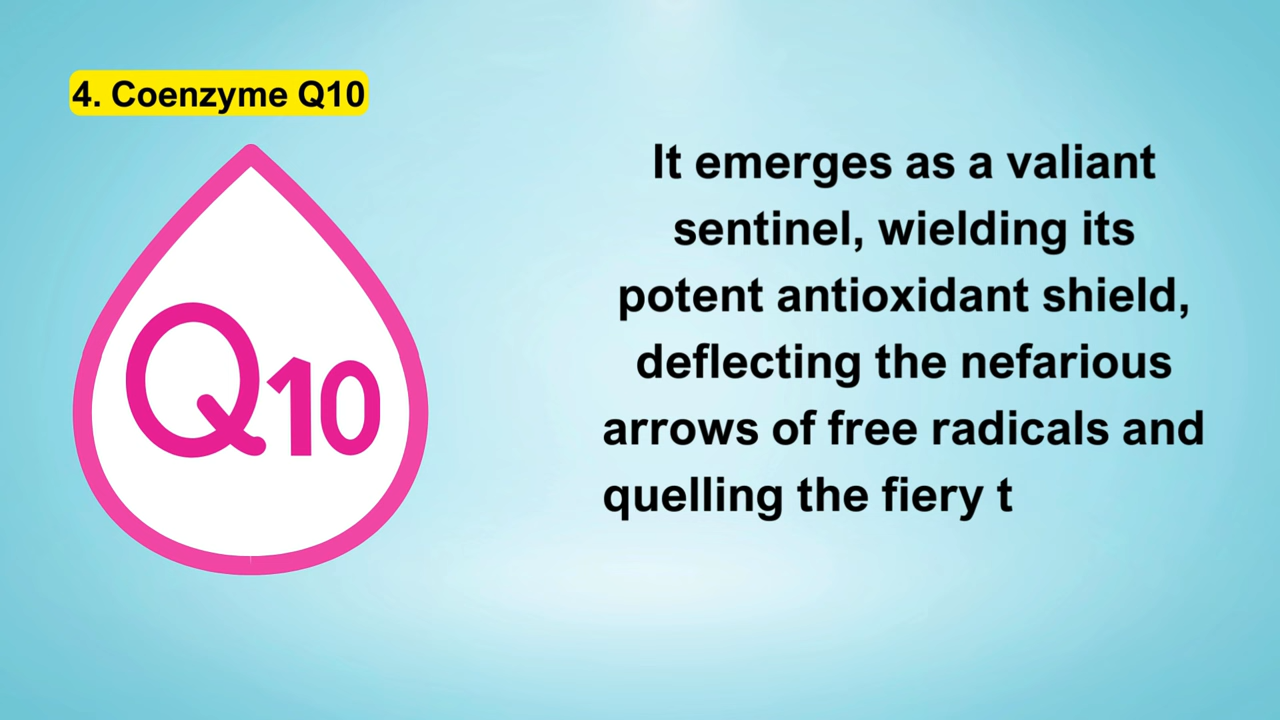 4. Coenzyme Q10
Q10
It emerges as a valiant
sentinel, wielding its
potent antioxidant shield,
deflecting the nefarious
arrows of free radicals and
quelling the fiery t